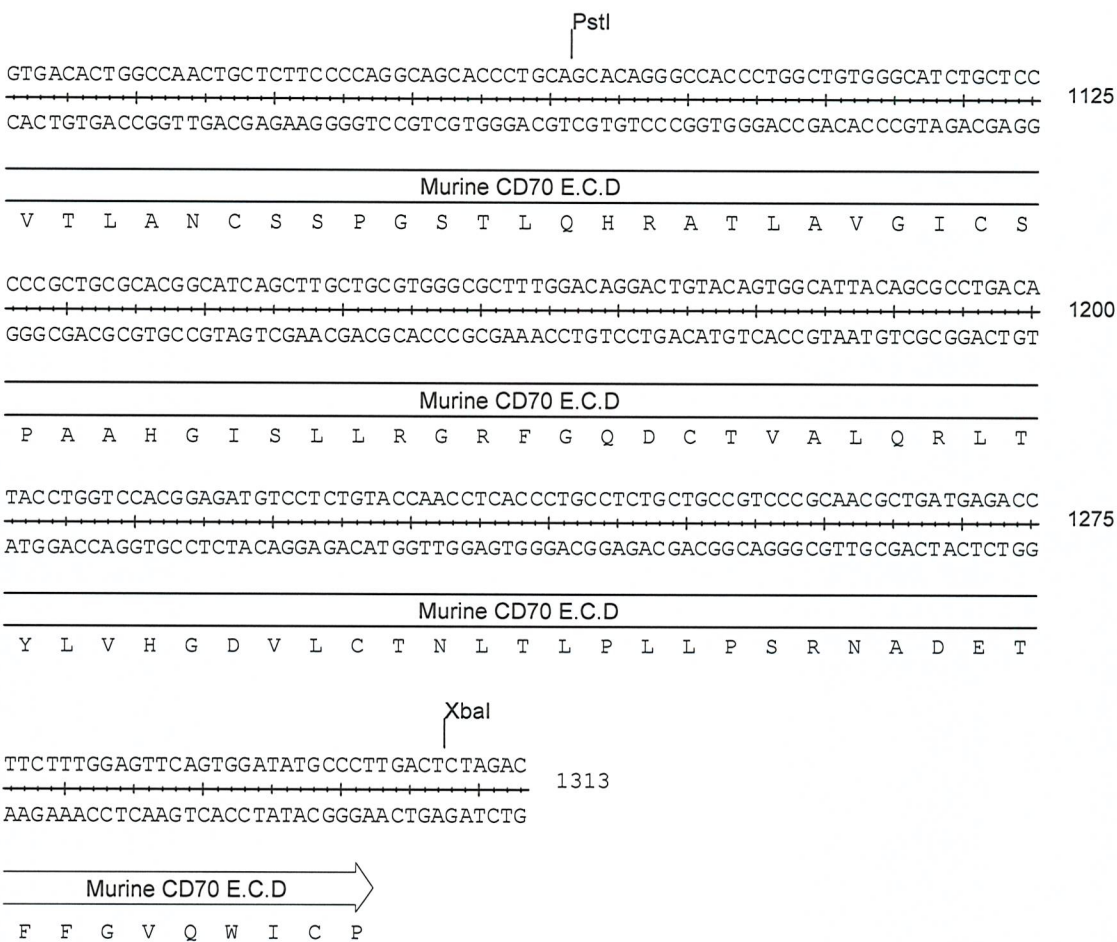 PstI
GTGACACTGGCCAACTGCTCTTCCCCAGGCAGCACCCTGCAGCACAGGGCCACCCTGGCTGTGGGCATCTGCTCC
1125
CACTGTGACCGGTTGACGAGAAGGGGTCCGTCGTGGGACGTCGTGTCCCGGTGGGACCGACACCCGTAGACGAGG
Murine CD70 E.C.D
V T L A N C S S P G S T L Q H R A T L A V G I C S
CCCGCTGCGCACGGCATCAGCTTGCTGCGTGGGCGCTTTGGACAGGACTGTACAGTGGCATTACAGCGCCTGACA
1200
GGGCGACGCGTGCCGTAGTCGAACGACGCACCCGCGAAACCTGTCCTGACATGTCACCGTAATGTCGCGGACTGT
Murine CD70 E.C.D
P A A H G I S L L R G R F G Q D C T V A L Q R L T
TACCTGGTCCACGGAGATGTCCTCTGTACCAACCTCACCCTGCCTCTGCTGCCGTCCCGCAACGCTGATGAGACC
1275
ATGGACCAGGTGCCTCTACAGGAGACATGGTTGGAGTGGGACGGAGACGACGGCAGGGCGTTGCGACTACTCTGG
Murine CD70 E.C.D
Y L V H G D V L C T N L T L P L L P S R N A D E T
XbaI
TTCTTTGGAGTTCAGTGGATATGCCCTTGACTCTAGAC
1313
AAGAAACCTCAAGTCACCTATACGGGAACTGAGATCTG
Murine CD70 E.C.D
F F G V Q W I C P